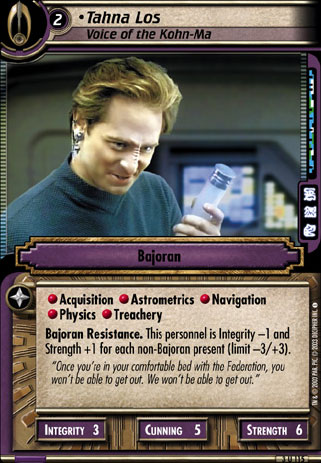 2
•Tahna Los
Voice of the Kohn-Ma
Bajoran
Acquisition Astrometrics Navigation
Physics Treachery
Bajoran Resistance. This personnel is Integrity –1 and
Strength +1 for each non-Bajoran present (limit –3/+3).
"Once you're in your comfortable bed with the Federation, you
won't be able to get out. We won't be able to get out."
INTEGRITY 3 CUNNING 5 STRENGTH 6
3 U 115